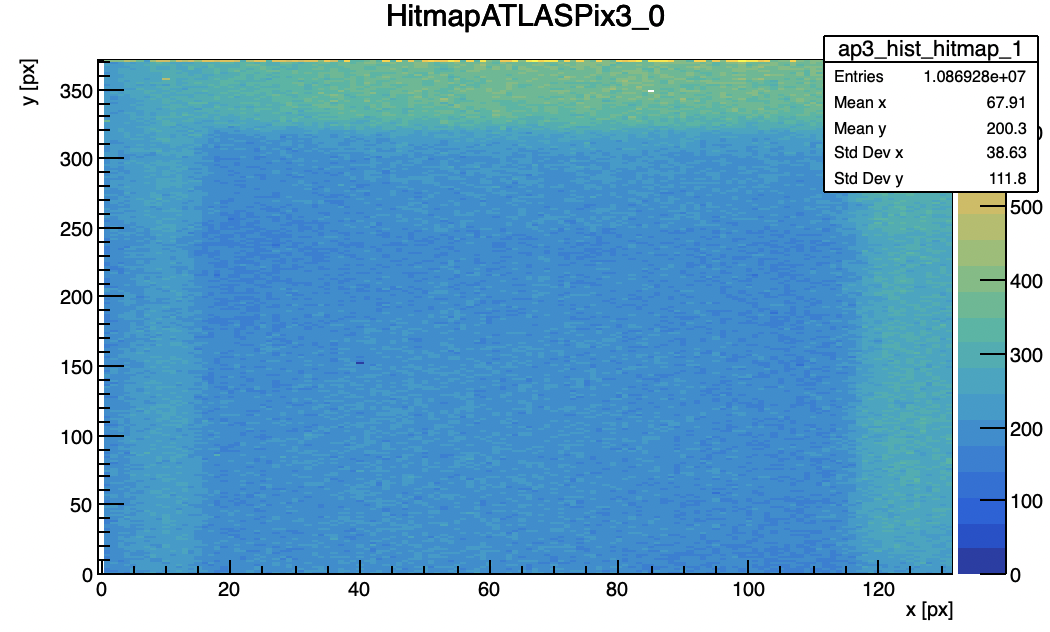 HitmapATLASPix3_0
ap3_hist_hitmap_1
Entries 1.086928e+07
Mean x 67.91
Mean y 200.3
Std Dev x 38.63
Std Dev y 111.8
y [px]
350
300
250
200
150
100
50
0
0 20 40 60 80 100 120
x [px]
500
400
300
200
100
0